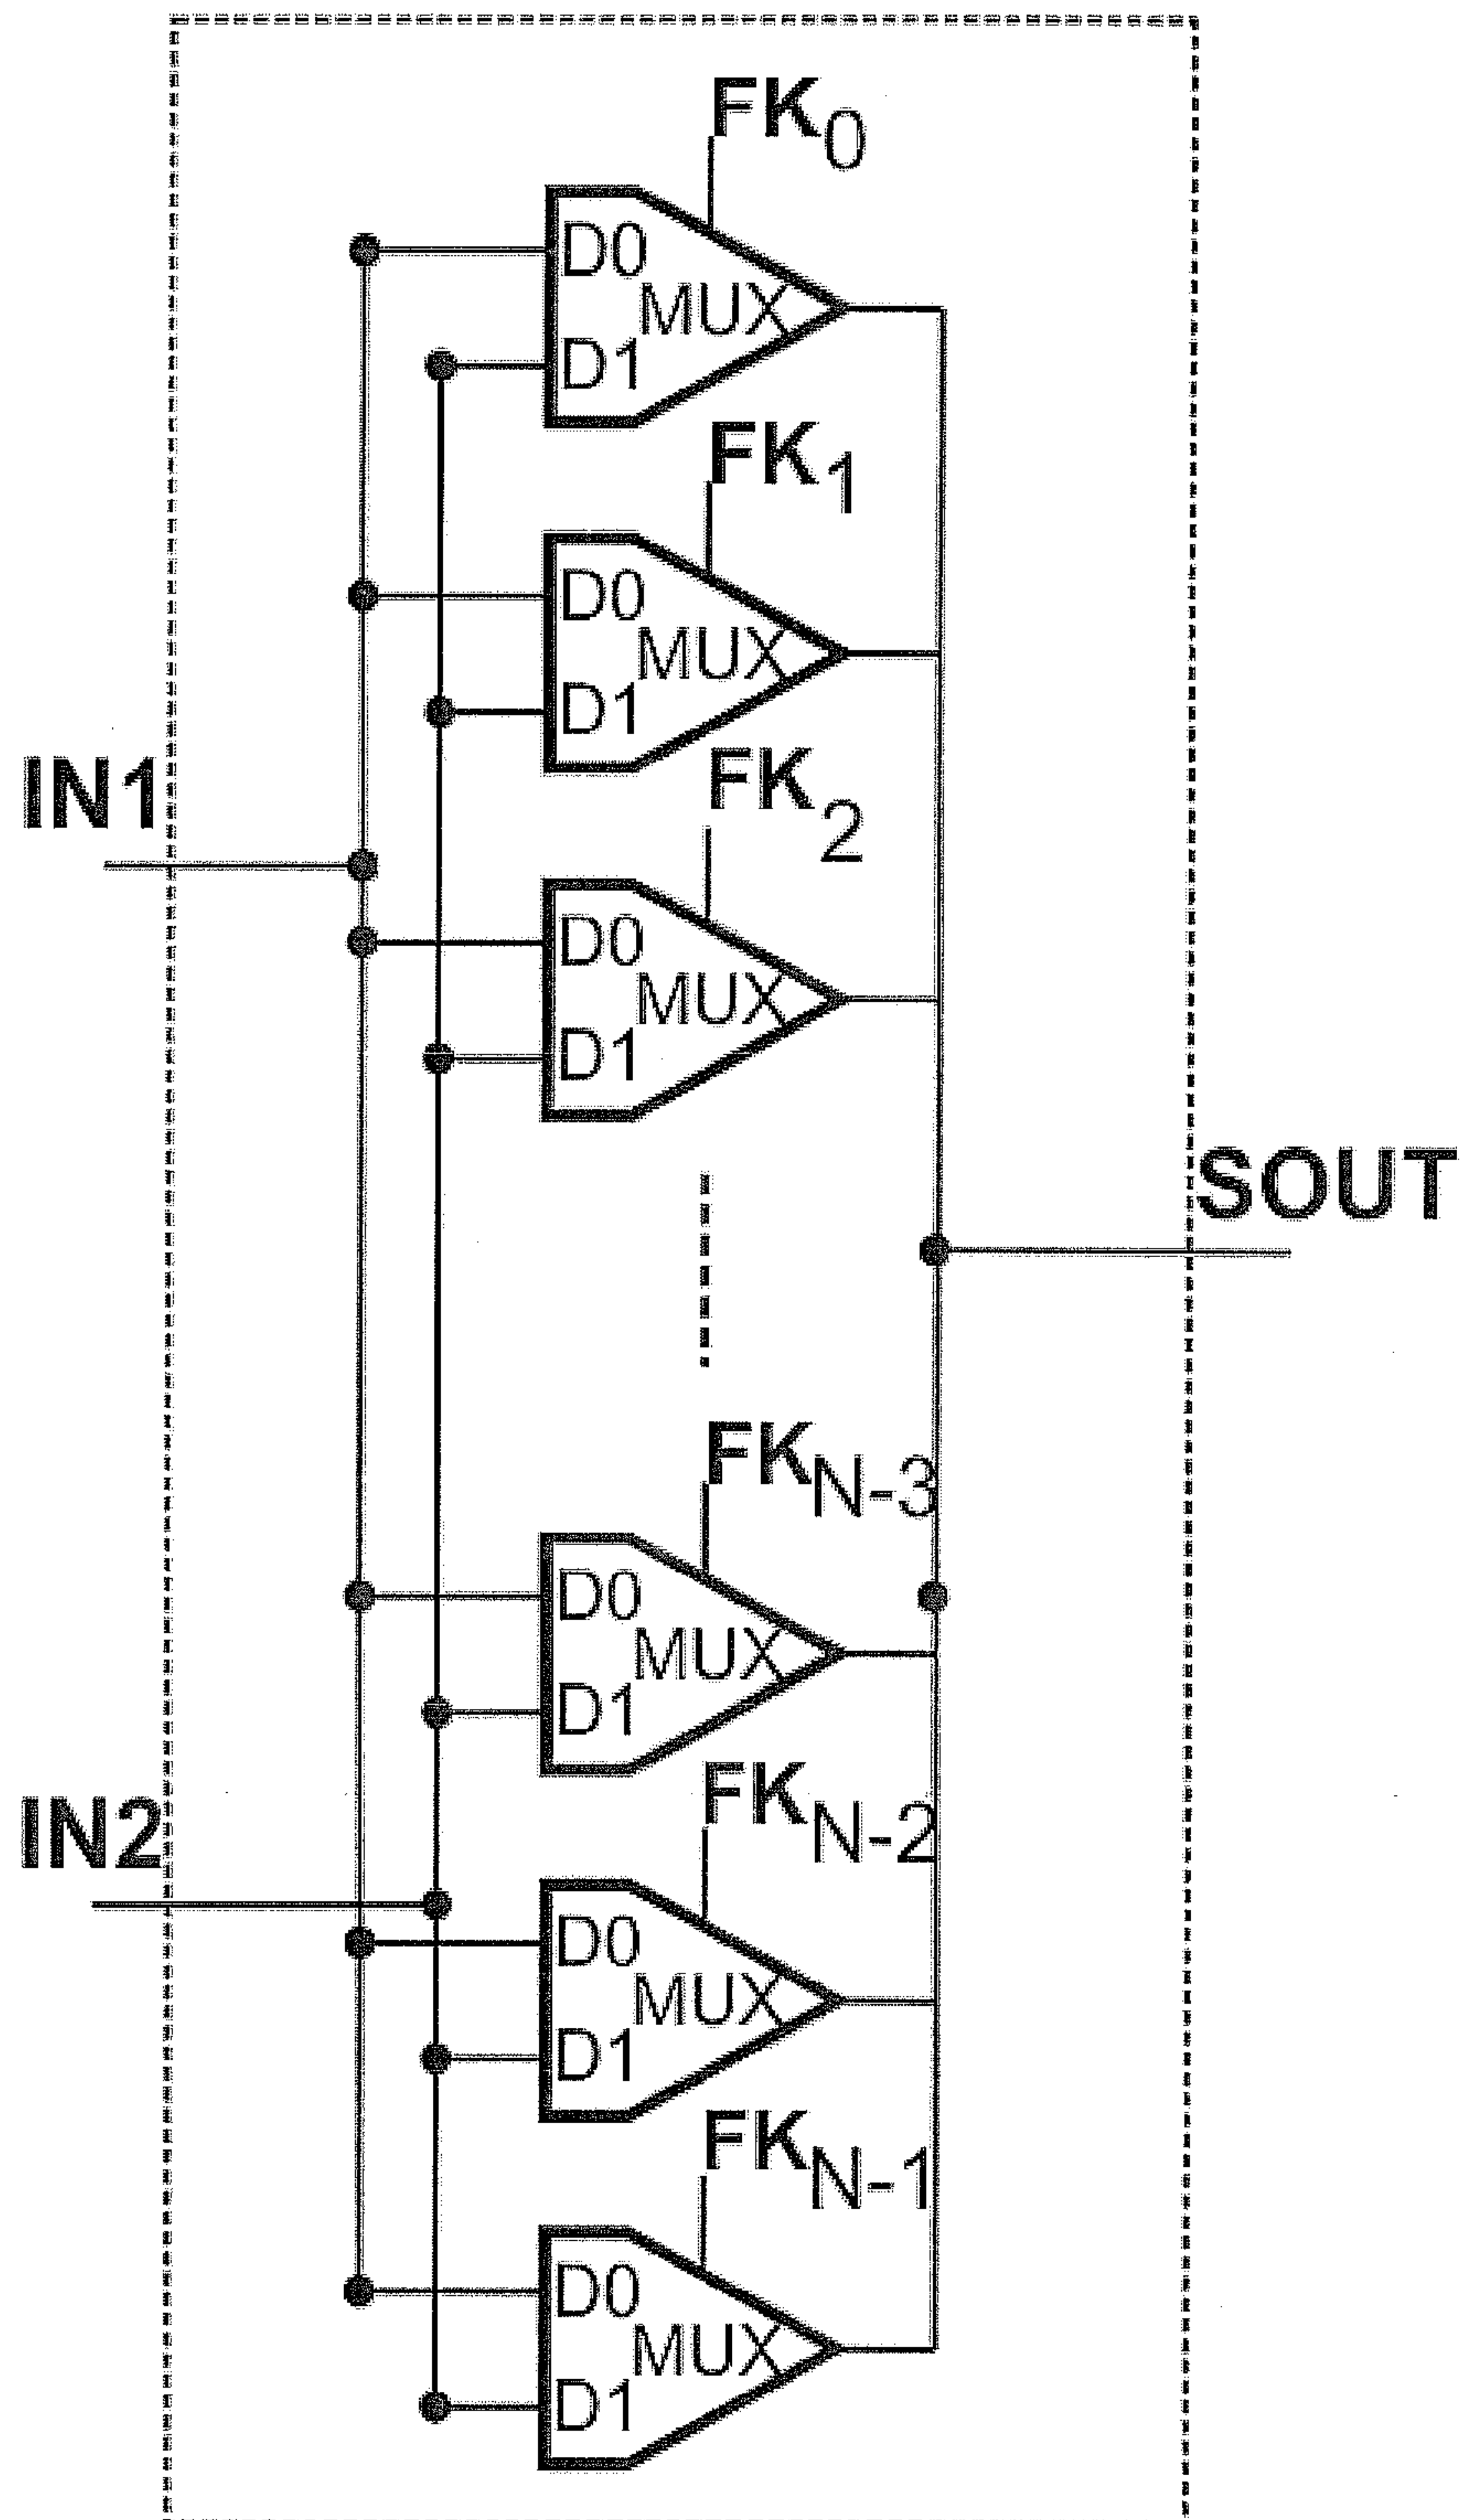 FK0
D0
MUX
D1
FK1
D0
MUX
D1
IN1
FK2
D0
MUX
D1
SOUT
FKN-3
D0
MUX
D1
IN2
FKN-2
D0
MUX
D1
FKN-1
D0
MUX
D1